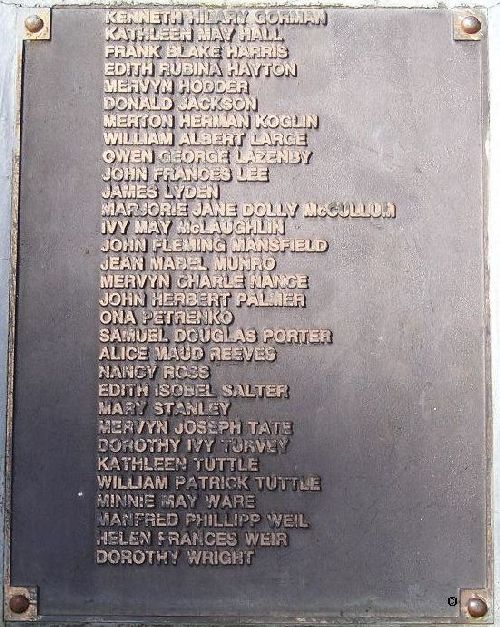 KENNETH HILARY GORMAN
KATHLEEN MAY HALL
FRANK BLAKE HARRIS
EDITH RUBINA HAYTON
MERVYN HODDER
DONALD JACKSON
MERTON HERMAN KOGLIN
WILLIAM ALBERT LARGE
OWEN GEORGE LAZENBY
JOHN FRANCES LEE
JAMES LYDEN
MARJORIE JANE DOLLY McCULLUM
IVY MAY McLAUGHLIN
JOHN FLEMING MANSFIELD
JEAN MABEL MUNRO
MERVYN CHARLE NANCE
JOHN HERBERT PALMER
ONA PETRENKO
SAMUEL DOUGLAS PORTER
ALICE MAUD REEVES
NANCY ROSS
EDITH ISOBEL SALTER
MARY STANLEY
MERVYN JOSEPH TATE
DOROTHY IVY TURVEY
KATHLEEN TUTTLE
WILLIAM PATRICK TUTTLE
MINNIE MAY WARE
MANFRED PHILLIPP WEIL
HELEN FRANCES WEIR
DOROTHY WRIGHT